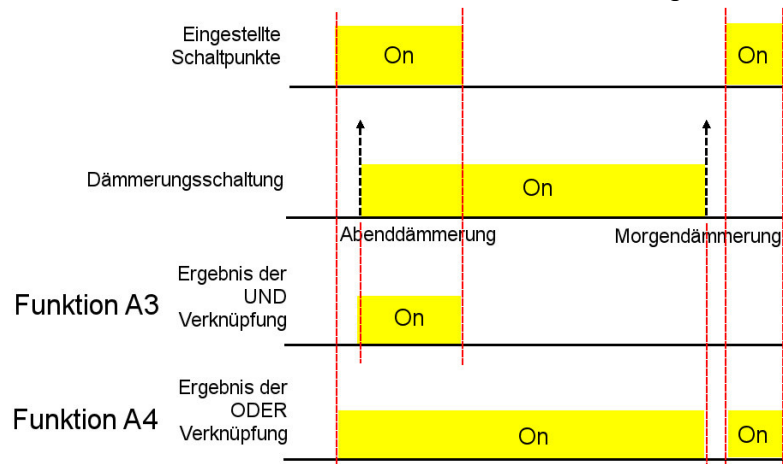 Eingestellte
Schaltpunkte
On
On
Dämmerungsschaltung
On
Abenddämmerung
Morgendämmerung
Funktion A3
Ergebnis der
UND
Verknüpfung
On
Funktion A4
Ergebnis der
ODER
Verknüpfung
On
On